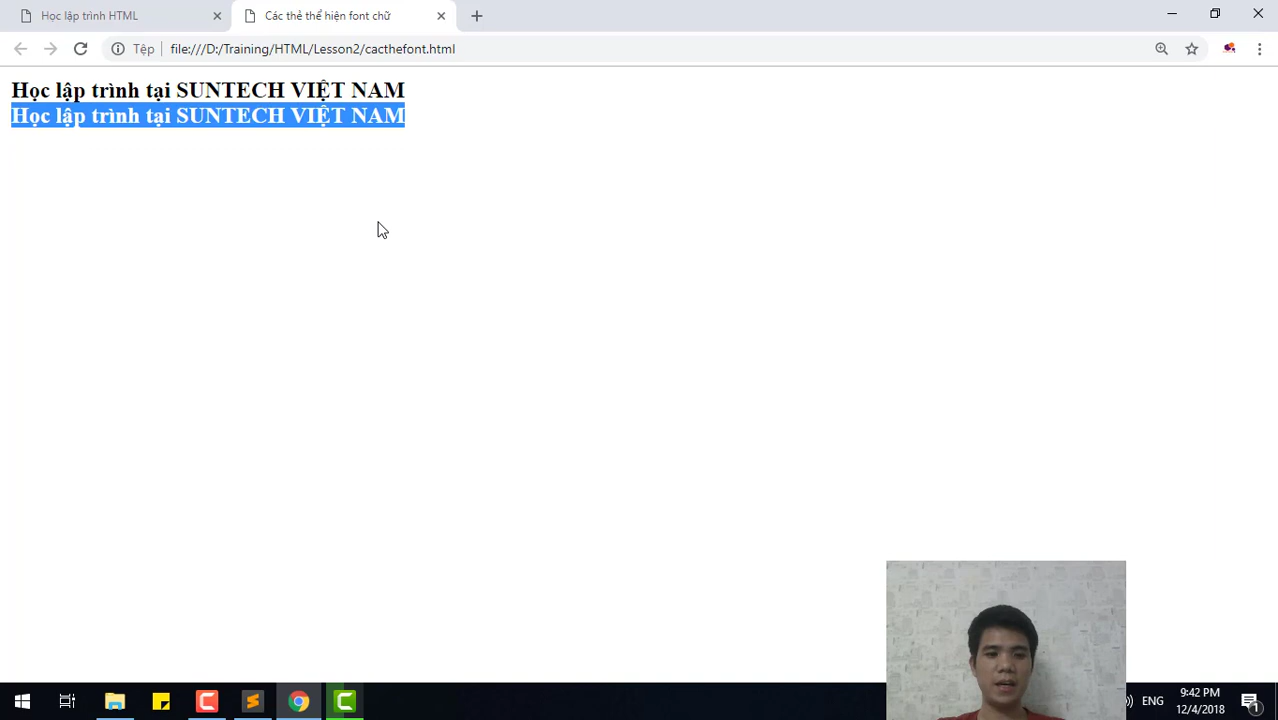 Học lập trình HTML
Các thẻ thể hiện font chữ
Tệp
file:///D:/Training/HTML/Lesson2/cacthefont.html
Học lập trình tại SUNTECH VIỆT NAM
Học lập trình tại SUNTECH VIỆT NAM
ENG
9:42 PM
12/4/2018
1